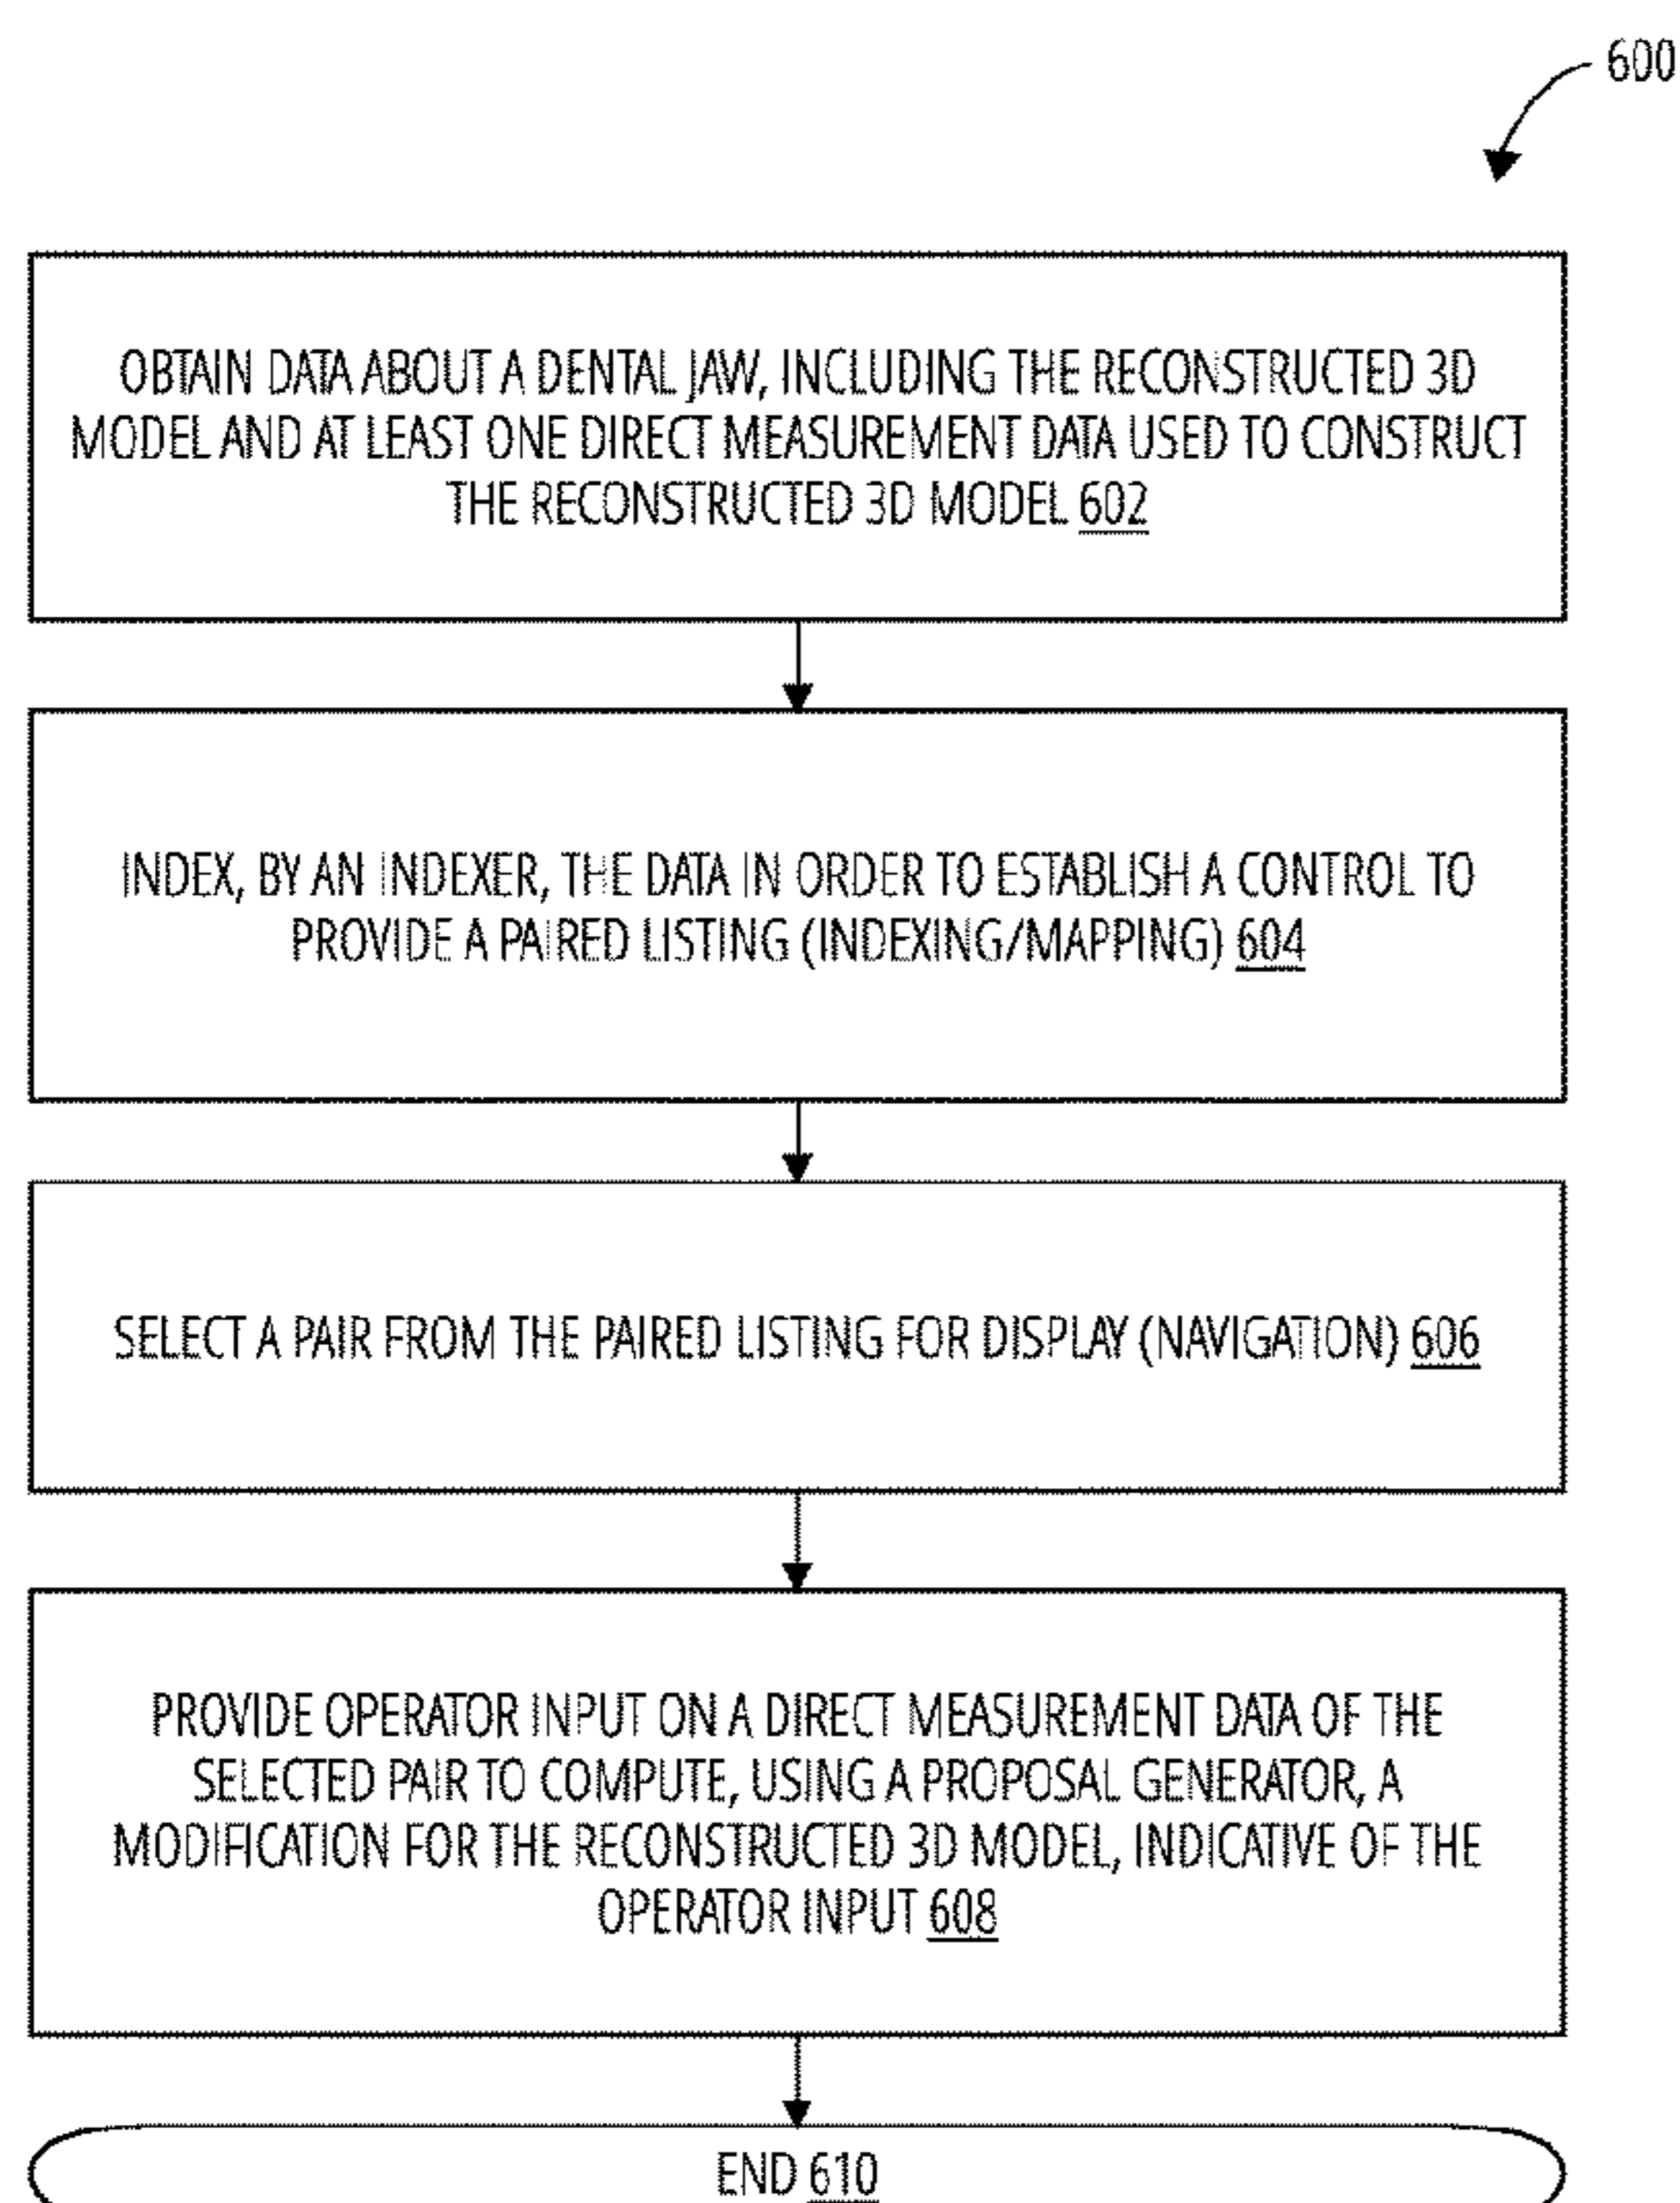 600
OBTAIN DATA ABOUT A DENTAL JAW, INCLUDING THE RECONSTRUCTED 3D
MODEL AND AT LEAST ONE DIRECT MEASUREMENT DATA USED TO CONSTRUCT
THE RECONSTRUCTED 3D MODEL 602
INDEX, BY AN INDEXER, THE DATA IN ORDER TO ESTABLISH A CONTROL TO
PROVIDE A PAIRED LISTING (INDEXING/MAPPING) 604
SELECT A PAIR FROM THE PAIRED LISTING FOR DISPLAY (NAVIGATION) 606
PROVIDE OPERATOR INPUT ON A DIRECT MEASUREMENT DATA OF THE
SELECTED PAIR TO COMPUTE, USING A PROPOSAL GENERATOR, A
MODIFICATION FOR THE RECONSTRUCTED 3D MODEL, INDICATIVE OF THE
OPERATOR INPUT 608
END 610